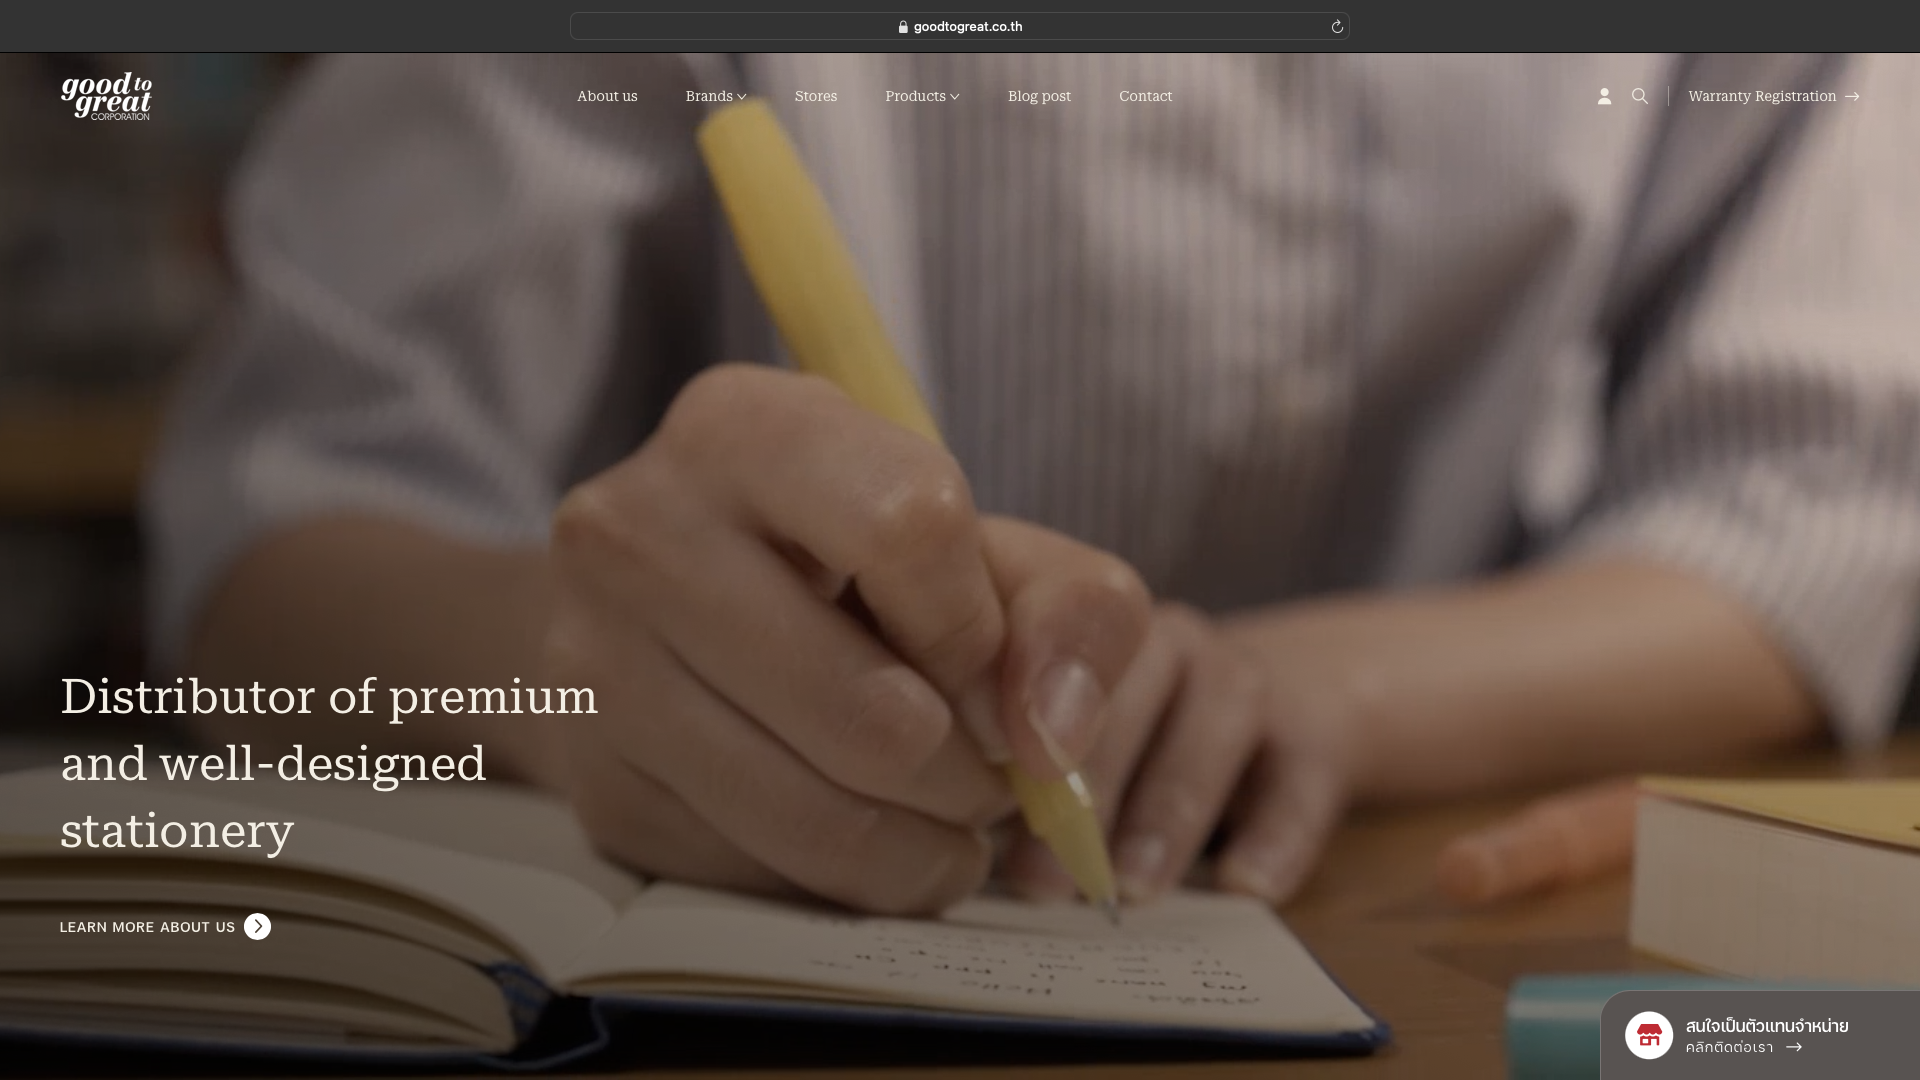 goodtogreat.co.th
good to
great
CORPORATION
About us
Brands
Stores
Products
Blog post
Contact
Warranty Registration
Distributor of premium
and well-designed
stationery
LEARN MORE ABOUT US
สนใจเป็นตัวแทนจำหน่าย
คลิกติดต่อเรา